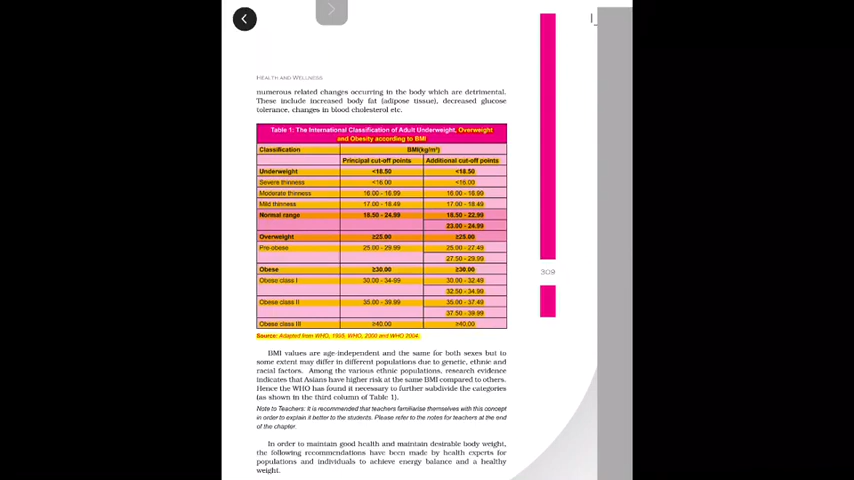 HEALTH AND WELLNESS
numerous related changes occurring in the body which are detrimental.
These include increased body fat (adipose tissue), decreased glucose
tolerance, changes in blood cholesterol etc.
Table 1: The International Classification of Adult Underweight, Overweight
and Obesity according to BMI
Classification BMI(kg/m²)
Principal cut-off points Additional cut-off points
Underweight <18.50 <18.50
Severe thinness <16.00 <16.00
Moderate thinness 16.00 - 16.99 16.00 - 16.99
Mild thinness 17.00 - 18.49 17.00 - 18.49
Normal range 18.50 - 24.99 18.50 - 22.99
23.00 - 24.99
Overweight ≥25.00 ≥25.00
Pre-obese 25.00 - 29.99 25.00 - 27.49
27.50 - 29.99
Obese ≥30.00 ≥30.00
Obese class I 30.00 - 34-99 30.00 - 32.49
32.50 - 34.99
Obese class II 35.00 - 39.99 35.00 - 37.49
37.50 - 39.99
Obese class III ≥40.00 ≥40.00
Source: Adapted from WHO, 1995, WHO, 2000 and WHO 2004.
309
BMI values are age-independent and the same for both sexes but to
some extent may differ in different populations due to genetic, ethnic and
racial factors. Among the various ethnic populations, research evidence
indicates that Asians have higher risk at the same BMI compared to others.
Hence the WHO has found it necessary to further subdivide the categories
(as shown in the third column of Table 1).
Note to Teachers: It is recommended that teachers familiarise themselves with this concept
in order to explain it better to the students. Please refer to the notes for teachers at the end
of the chapter.
In order to maintain good health and maintain desirable body weight,
the following recommendations have been made by health experts for
populations and individuals to achieve energy balance and a healthy
weight.